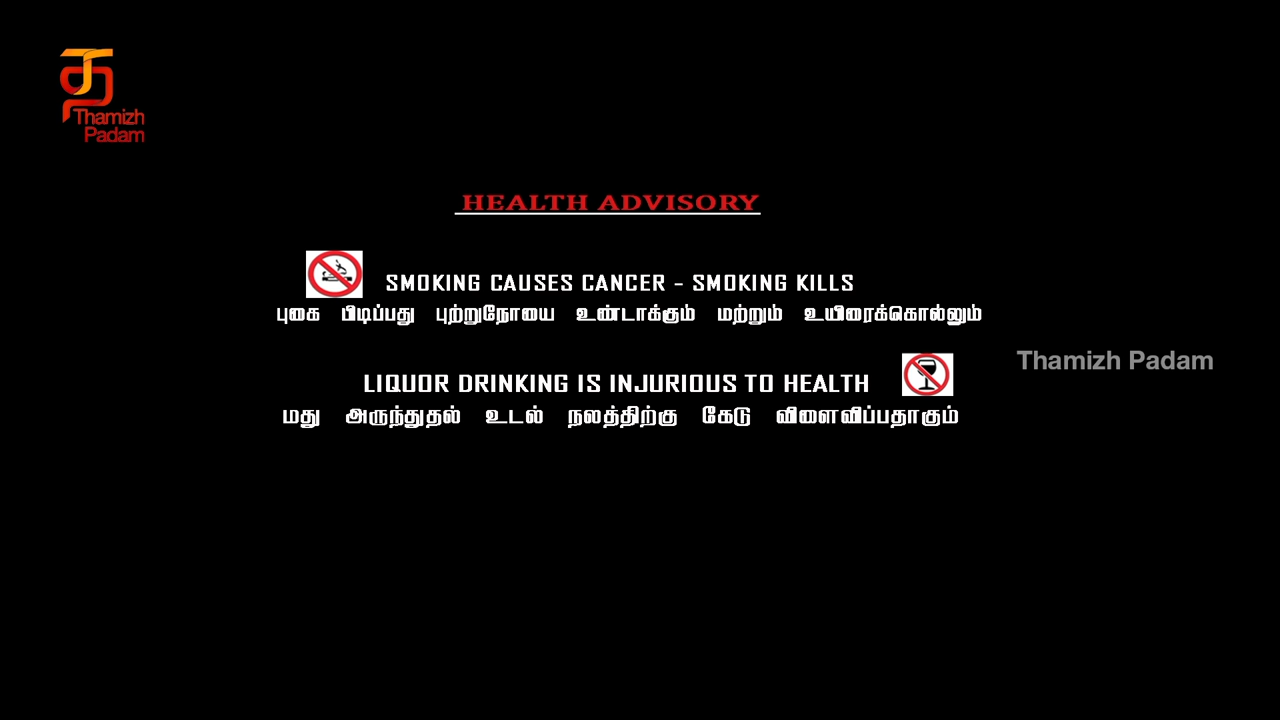 த
Thamizh
Padam
HEALTH ADVISORY
SMOKING CAUSES CANCER - SMOKING KILLS
புகை பிடிப்பது புற்றுநோயை உண்டாக்கும் மற்றும் உயிரைக்கொல்லும்
Thamizh Padam
LIQUOR DRINKING IS INJURIOUS TO HEALTH
மது அருந்துதல் உடல் நலத்திற்கு கேடு விளைவிப்பதாகும்